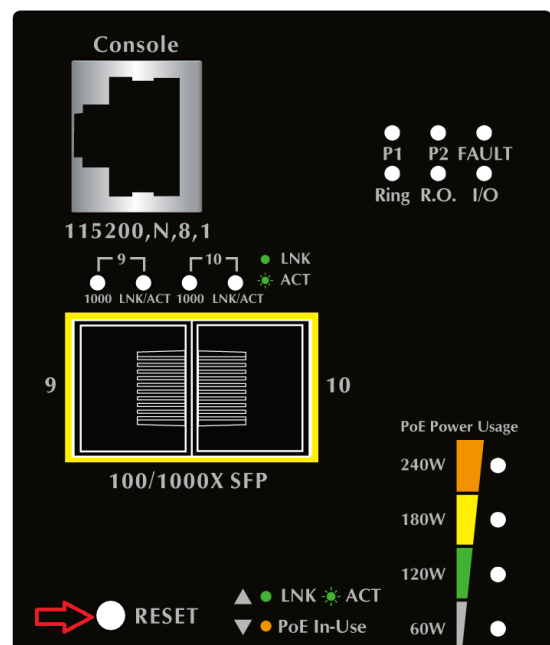 Console
115200,N,8,1
P1 P2 FAULT
Ring R.O. I/O
9 10 LNK
ACT
1000 LNK/ACT 1000 LNK/ACT
9 10
100/1000X SFP
PoE Power Usage
240W
180W
120W
60W
RESET
LNK ACT
PoE In-Use